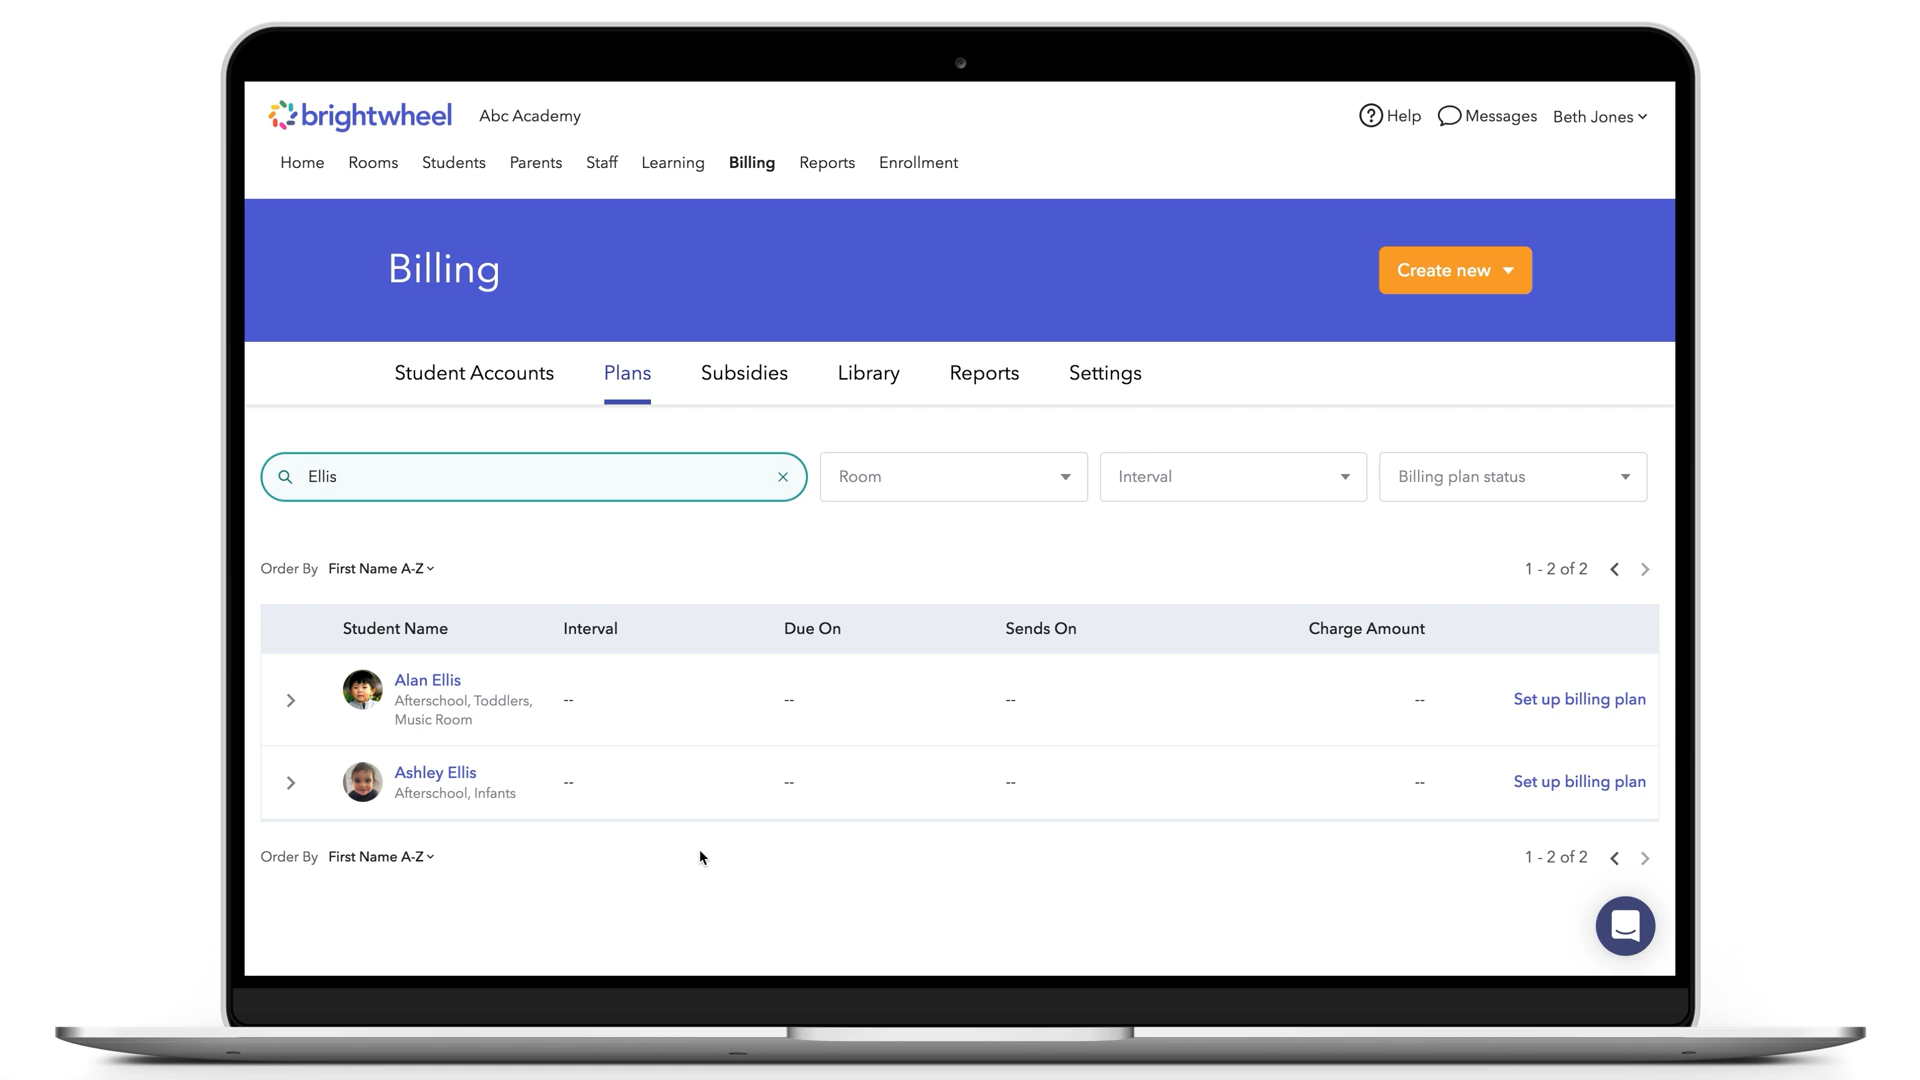 brightwheel Abc Academy Help Messages Beth Jones
Home Rooms Students Parents Staff Learning Billing Reports Enrollment
Billing Create new
Student Accounts Plans Subsidies Library Reports Settings
Ellis Room Interval Billing plan status
Order By First Name A-Z 1 - 2 of 2
Student Name Interval Due On Sends On Charge Amount
Alan Ellis
Afterschool, Toddlers,
Music Room
-- -- -- -- Set up billing plan
Ashley Ellis
Afterschool, Infants
-- -- -- -- Set up billing plan
Order By First Name A-Z 1 - 2 of 2